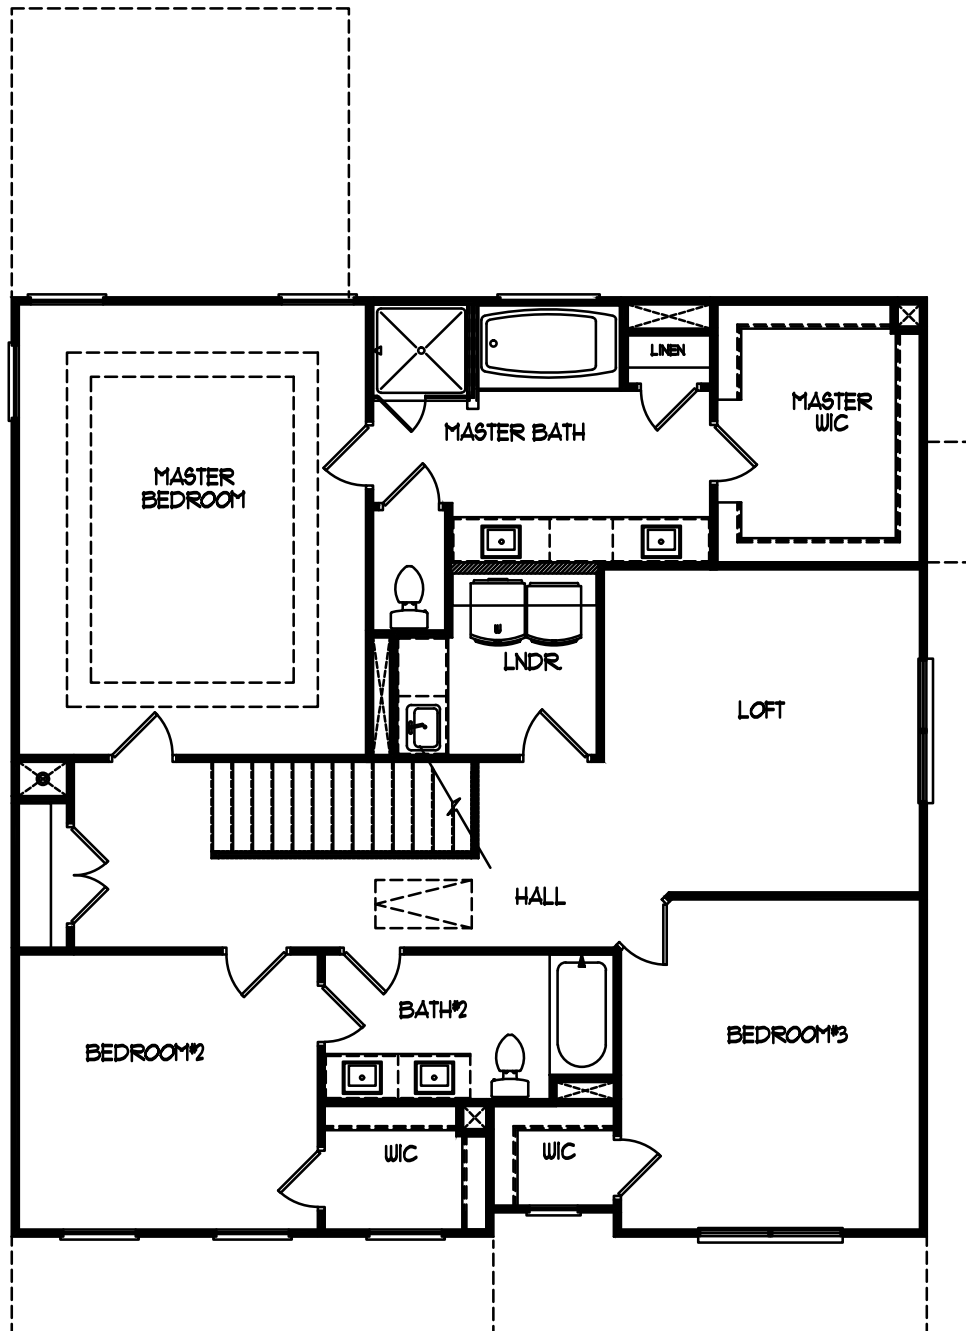 LINEN
MASTER
WIC
MASTER BATH
MASTER
BEDROOM
W
LNDR
LOFT
HALL
BATH#2
BEDROOM#3
BEDROOM#2
WIC
WIC